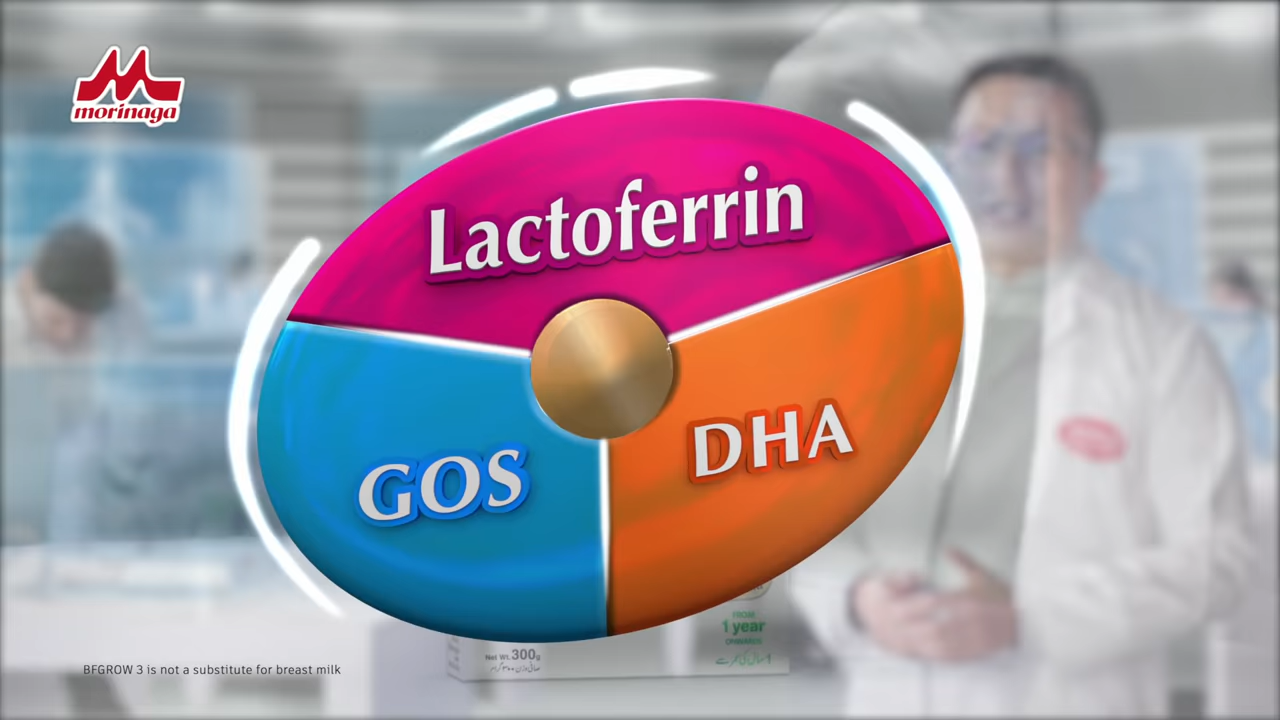 morinaga
Lactoferrin
DHA
GOS
FROM
1 year
ONWARDS
Net Wt. 300g
BFGROW 3 is not a substitute for breast milk